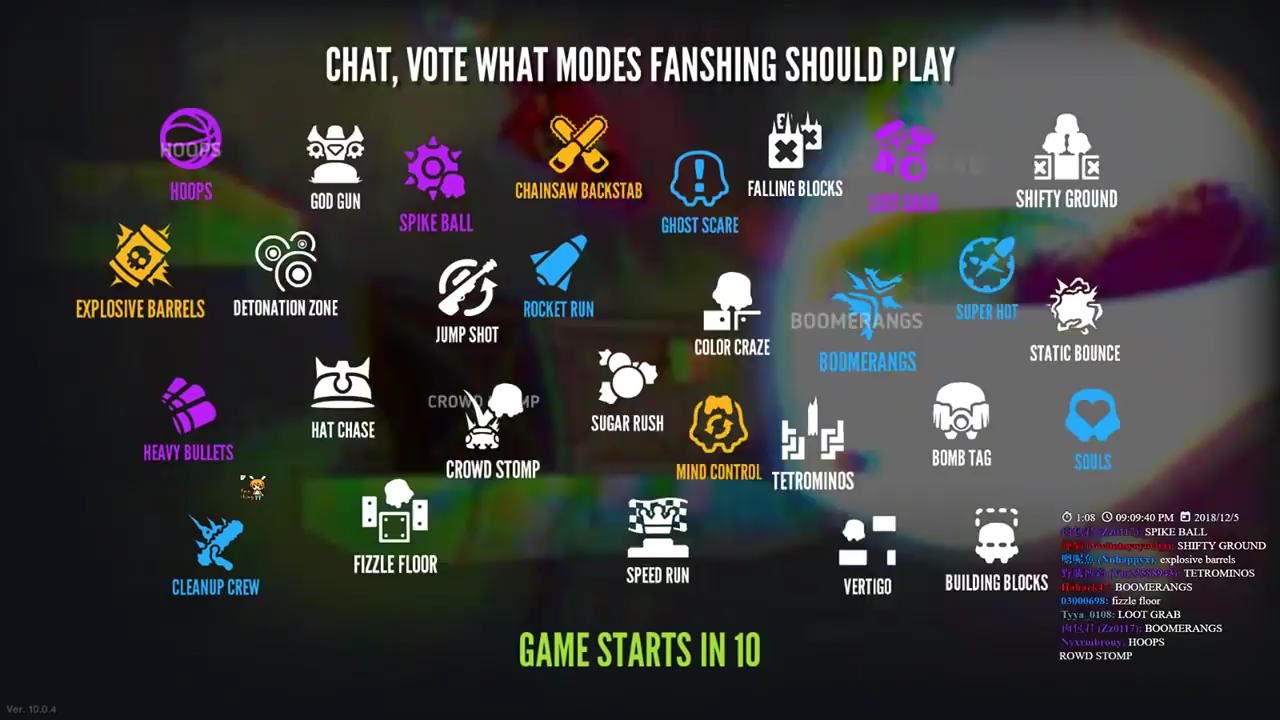 CHAT, VOTE WHAT MODES FANSHING SHOULD PLAY
HOOPS
HOOPS
GOD GUN
SPIKE BALL
CHAINSAW BACKSTAB
GHOST SCARE
FALLING BLOCKS
LOOT GRAB
SHIFTY GROUND
EXPLOSIVE BARRELS
DETONATION ZONE
JUMP SHOT
ROCKET RUN
COLOR CRAZE
BOOMERANGS
BOOMERANGS
SUPER HOT
STATIC BOUNCE
HEAVY BULLETS
HAT CHASE
CROWD STOMP
SUGAR RUSH
MIND CONTROL
TETROMINOS
BOMB TAG
SOULS
CLEANUP CREW
FIZZLE FLOOR
SPEED RUN
VERTIGO
BUILDING BLOCKS
1:08 09:09:40 PM 2018/12/5
(Zz0117): SPIKE BALL
SHIFTY GROUND
explosive barrels
TETROMINOS
BOOMERANGS
03000698: fizzle floor
Tyya_0108: LOOT GRAB
(Zz0117): BOOMERANGS
HOOPS
ROWD STOMP
GAME STARTS IN 10
Ver. 10.0.4